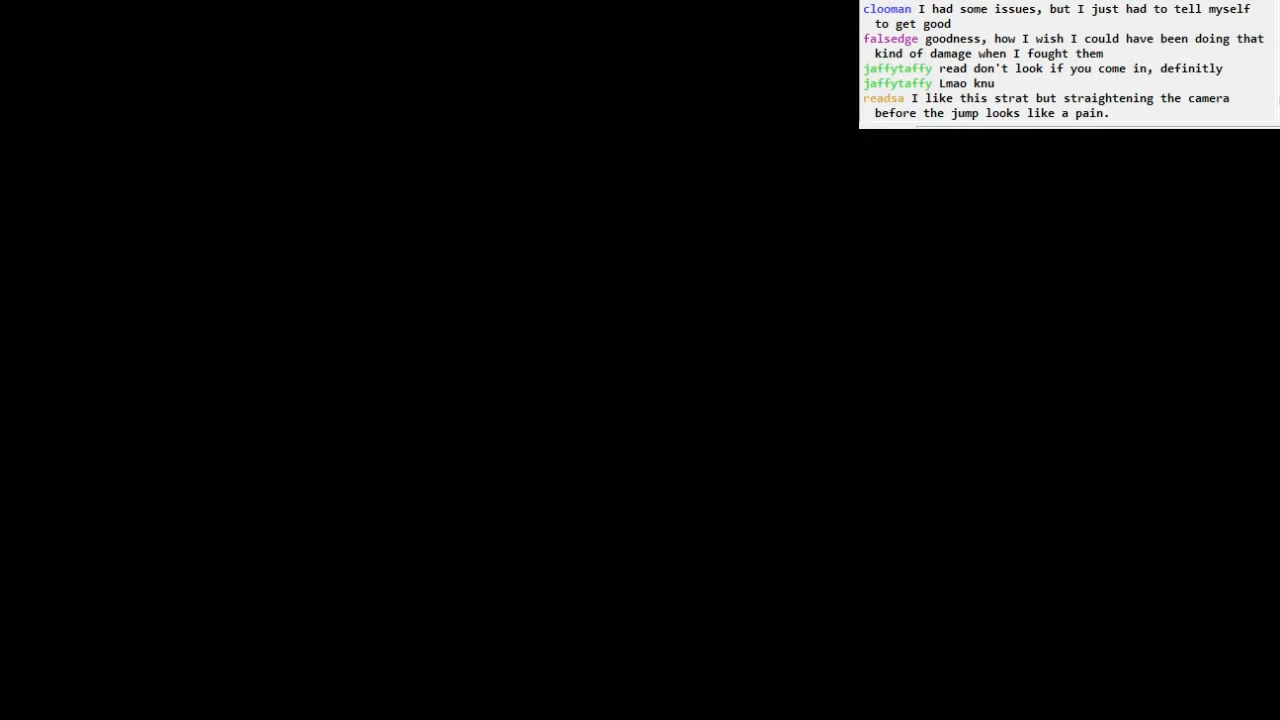 clooman I had some issues, but I just had to tell myself
to get good
falsedge goodness, how I wish I could have been doing that
kind of damage when I fought them
jaffytaffy read don't look if you come in, definitly
jaffytaffy Lmao knu
readsa I like this strat but straightening the camera
before the jump looks like a pain.